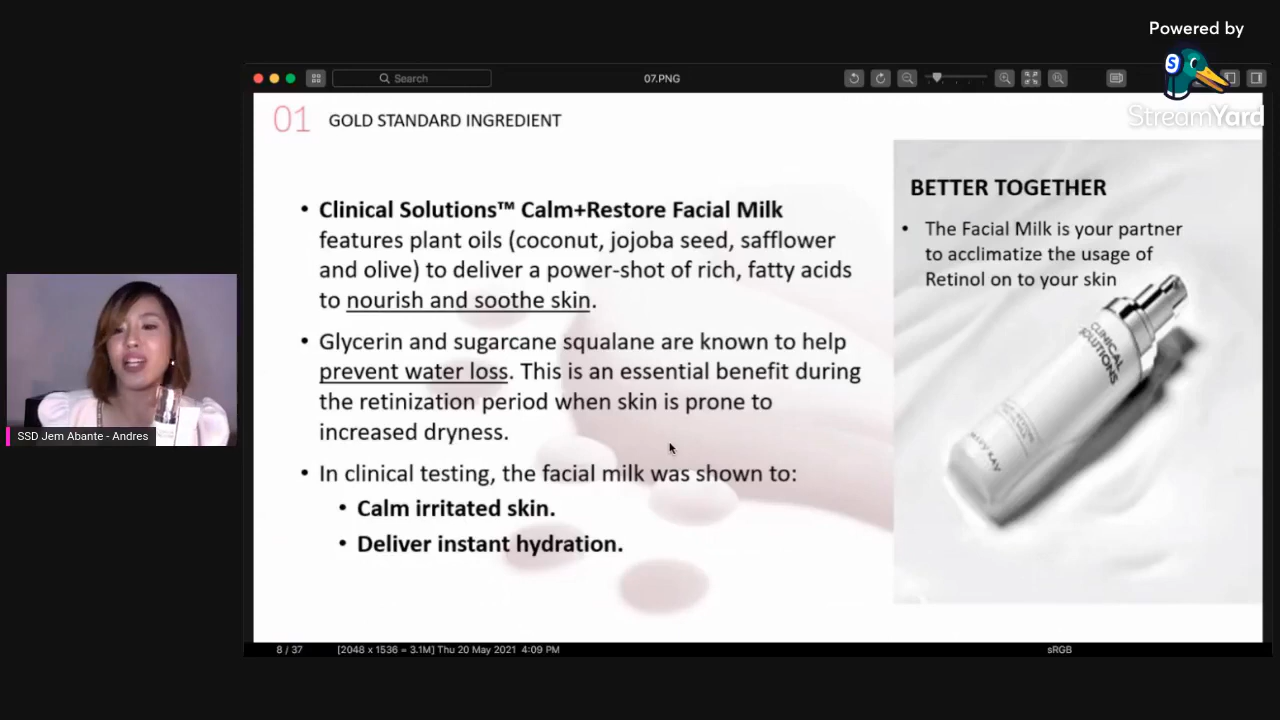 Powered by
StreamYard
Search
07.PNG
01 GOLD STANDARD INGREDIENT
• Clinical Solutions™ Calm+Restore Facial Milk
features plant oils (coconut, jojoba seed, safflower
and olive) to deliver a power-shot of rich, fatty acids
to nourish and soothe skin.
• Glycerin and sugarcane squalane are known to help
prevent water loss. This is an essential benefit during
the retinization period when skin is prone to
increased dryness.
• In clinical testing, the facial milk was shown to:
• Calm irritated skin.
• Deliver instant hydration.
BETTER TOGETHER
• The Facial Milk is your partner
to acclimatize the usage of
Retinol on to your skin
CLINICAL
SOLUTIONS
MARY KAY
SSD Jem Abante - Andres
8 / 37 [2048 x 1536 = 3.1M] Thu 20 May 2021 4:09 PM sRGB